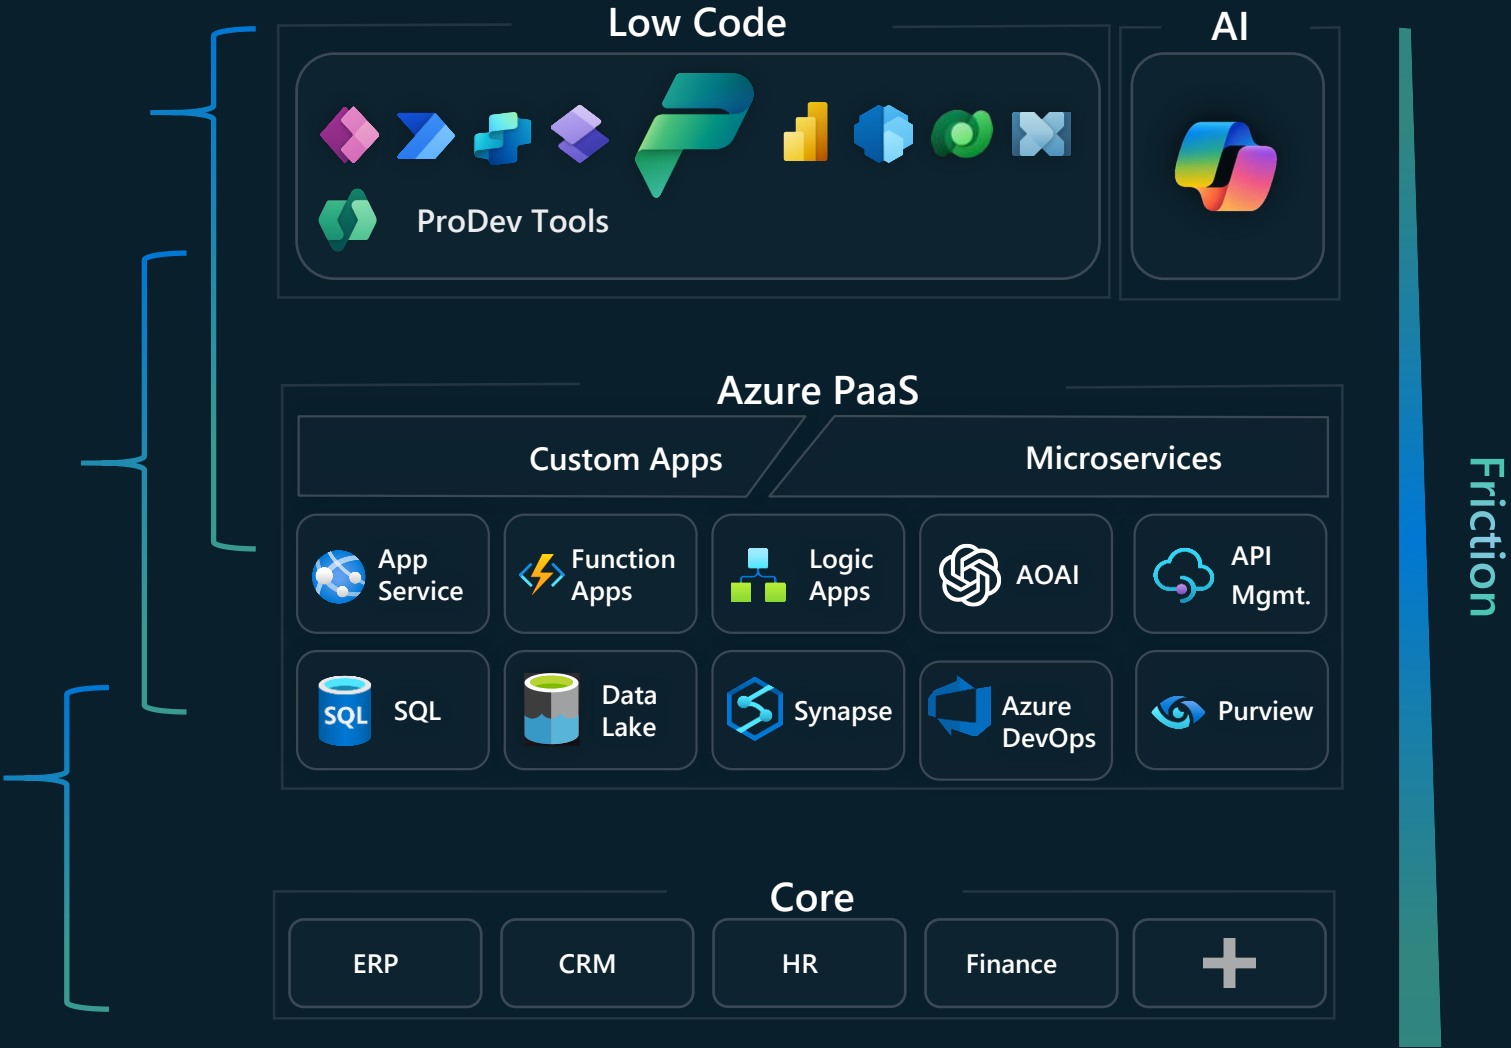 Low Code
AI
ProDev Tools
Azure PaaS
Custom Apps
Microservices
App
Service
Function
Apps
Logic
Apps
AOAI
API
Mgmt.
SQL
SQL
Data
Lake
Synapse
Azure
DevOps
Purview
Core
ERP
CRM
HR
Finance
Friction